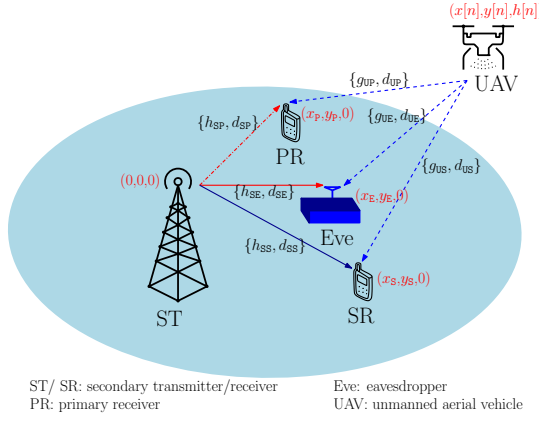 (x[n],y[n],h[n]
UAV
{g_UP, d_UP}
{g_UE, d_UE}
{h_SP, d_SP}
(x_P,y_P,0)
PR
{g_US, d_US}
(0,0,0)
{h_SE, d_SE}
(x_E,y_E,0)
Eve
{h_SS, d_SS}
(x_S,y_S,0)
ST
SR
ST/ SR: secondary transmitter/receiver
Eve: eavesdropper
PR: primary receiver
UAV: unmanned aerial vehicle